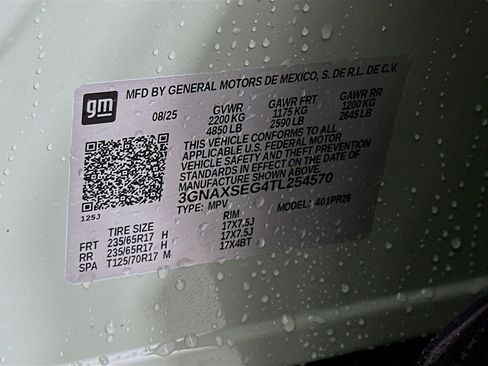 gm
MFD BY GENERAL MOTORS DE MEXICO, S. DE R.L. DE C.V.
08/25 GVWR GAWR FRT GAWR RR
2200 KG 1175 KG 1200 KG
4850 LB 2590 LB 2645 LB
THIS VEHICLE CONFORMS TO ALL
APPLICABLE U.S. FEDERAL MOTOR
VEHICLE SAFETY AND THEFT PREVENTION
STANDARDS IN EFFECT ON THE DATE OF
MANUFACTURE SHOWN ABOVE.
3GNAXSEG4TL254570
TYPE: MPV MODEL: 401PR26
125J
TIRE SIZE RIM
FRT 235/65R17 H 17X7.5J
RR 235/65R17 H 17X7.5J
SPA T125/70R17 M 17X4BT